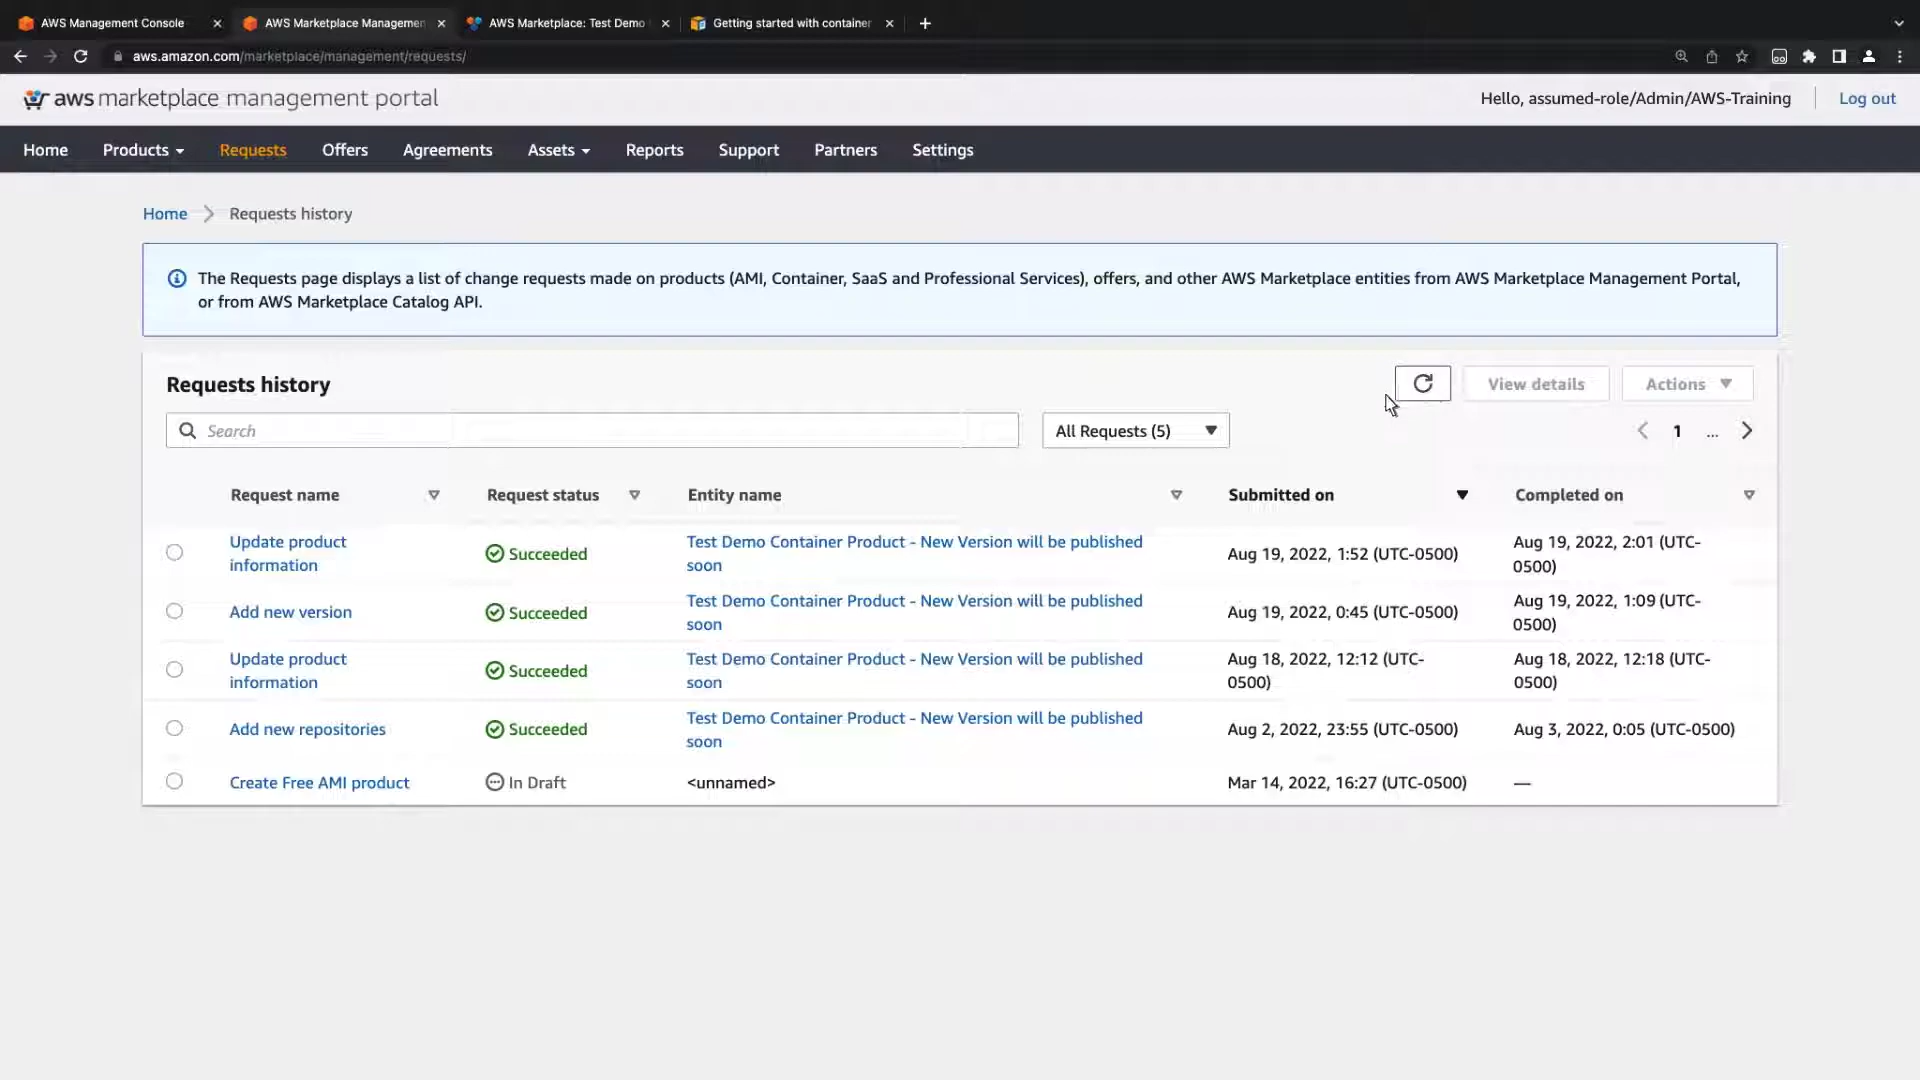 AWS Management Console
AWS Marketplace Managemen
AWS Marketplace: Test Demo
Getting started with container
aws.amazon.com/marketplace/management/requests/
aws marketplace management portal
Hello, assumed-role/Admin/AWS-Training
Log out
Home Products Requests Offers Agreements Assets Reports Support Partners Settings
Home Requests history
The Requests page displays a list of change requests made on products (AMI, Container, SaaS and Professional Services), offers, and other AWS Marketplace entities from AWS Marketplace Management Portal,
or from AWS Marketplace Catalog API.
Requests history
View details
Actions
Search
All Requests (5)
1 ...
Request name Request status Entity name Submitted on Completed on
Update product
information
Succeeded
Test Demo Container Product - New Version will be published
soon
Aug 19, 2022, 1:52 (UTC-0500)
Aug 19, 2022, 2:01 (UTC-
0500)
Add new version
Succeeded
Test Demo Container Product - New Version will be published
soon
Aug 19, 2022, 0:45 (UTC-0500)
Aug 19, 2022, 1:09 (UTC-
0500)
Update product
information
Succeeded
Test Demo Container Product - New Version will be published
soon
Aug 18, 2022, 12:12 (UTC-
0500)
Aug 18, 2022, 12:18 (UTC-
0500)
Add new repositories
Succeeded
Test Demo Container Product - New Version will be published
soon
Aug 2, 2022, 23:55 (UTC-0500)
Aug 3, 2022, 0:05 (UTC-0500)
Create Free AMI product
In Draft
<unnamed>
Mar 14, 2022, 16:27 (UTC-0500)
—